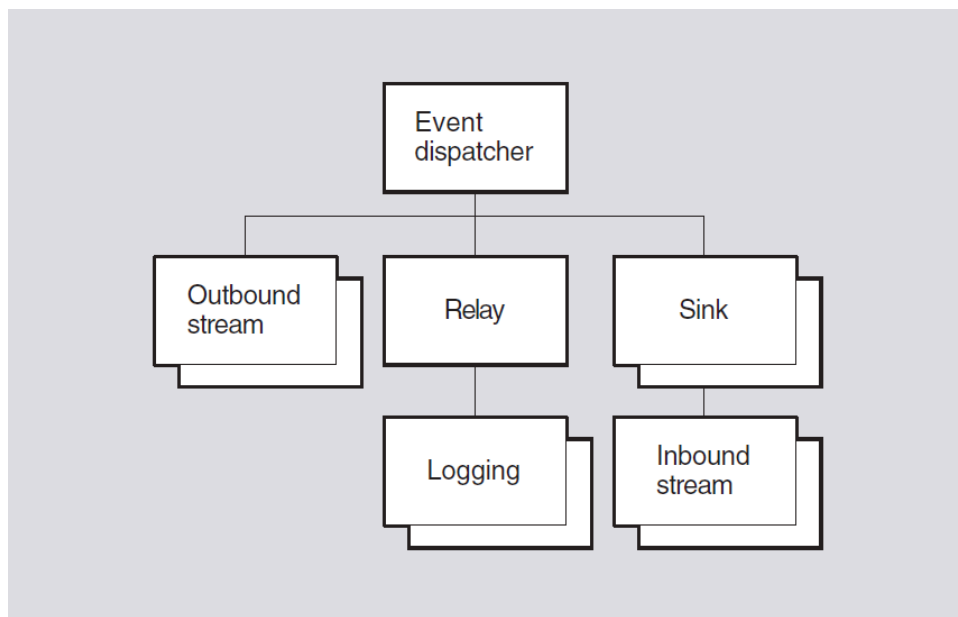 Event
dispatcher
Outbound
stream
Relay
Sink
Logging
Inbound
stream